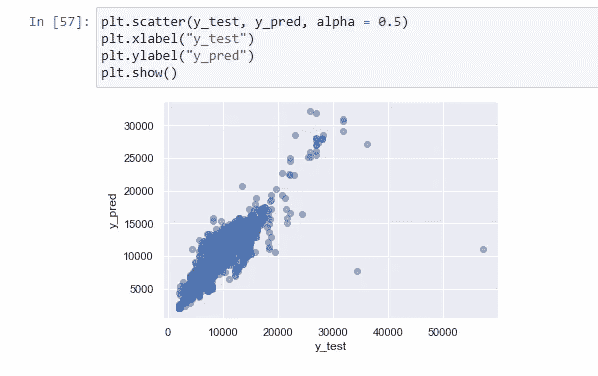 In [57]: plt.scatter(y_test, y_pred, alpha = 0.5)
plt.xlabel("y_test")
plt.ylabel("y_pred")
plt.show()
30000
25000
20000
15000
10000
5000
y_pred
0 10000 20000 30000 40000 50000
y_test